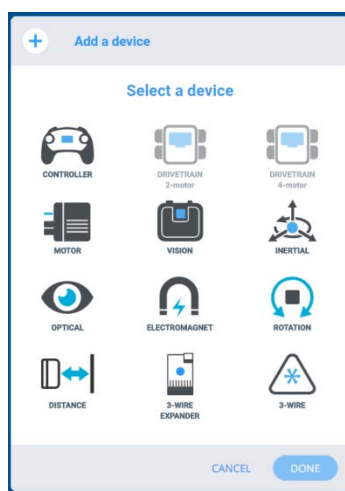 Add a device
Select a device
CONTROLLER
DRIVETRAIN
2-motor
DRIVETRAIN
4-motor
MOTOR
VISION
INERTIAL
OPTICAL
ELECTROMAGNET
ROTATION
DISTANCE
3-WIRE
EXPANDER
3-WIRE
CANCEL
DONE